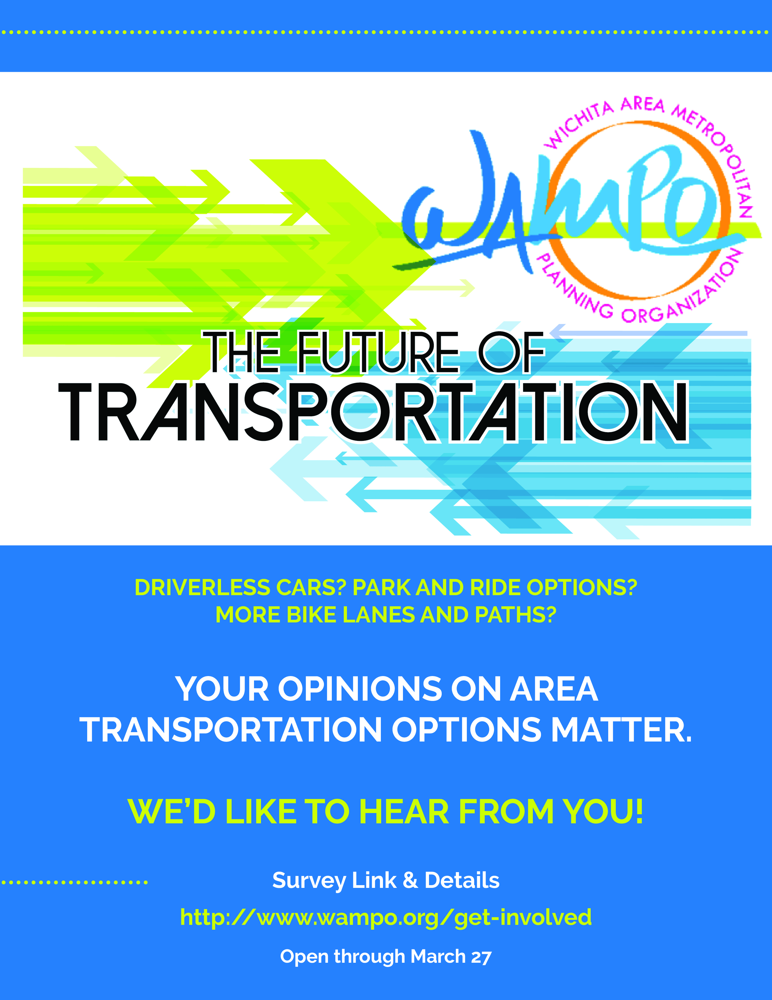 WICHITA AREA METROPOLITAN
WAMPO
PLANNING ORGANIZATION
THE FUTURE OF
TRANSPORTATION
DRIVERLESS CARS? PARK AND RIDE OPTIONS?
MORE BIKE LANES AND PATHS?
YOUR OPINIONS ON AREA
TRANSPORTATION OPTIONS MATTER.
WE'D LIKE TO HEAR FROM YOU!
Survey Link & Details
http://www.wampo.org/get-involved
Open through March 27